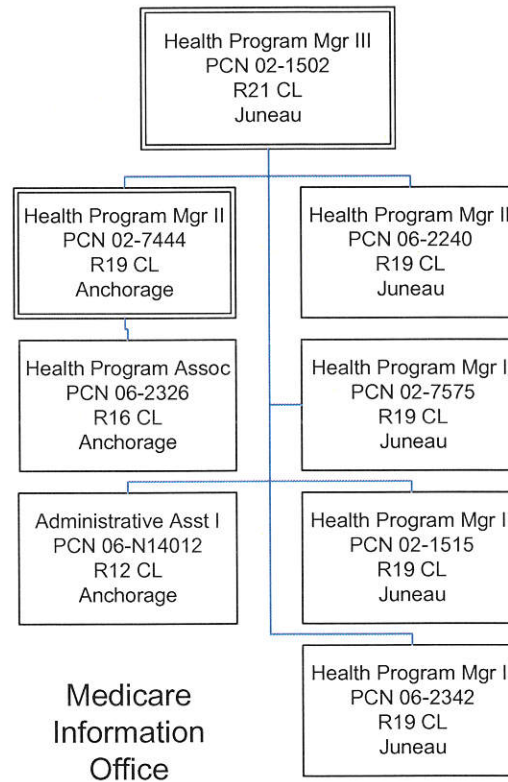 Health Program Mgr III
PCN 02-1502
R21 CL
Juneau
Health Program Mgr II
PCN 02-7444
R19 CL
Anchorage
Health Program Mgr II
PCN 06-2240
R19 CL
Juneau
Health Program Assoc
PCN 06-2326
R16 CL
Anchorage
Health Program Mgr I
PCN 02-7575
R19 CL
Juneau
Administrative Asst I
PCN 06-N14012
R12 CL
Anchorage
Health Program Mgr I
PCN 02-1515
R19 CL
Juneau
Health Program Mgr I
PCN 06-2342
R19 CL
Juneau
Medicare
Information
Office